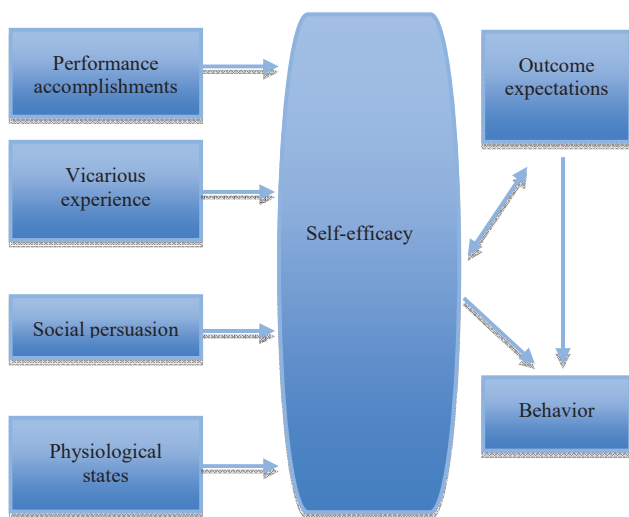 Performance
accomplishments
Vicarious
experience
Social persuasion
Physiological
states
Self-efficacy
Outcome
expectations
Behavior